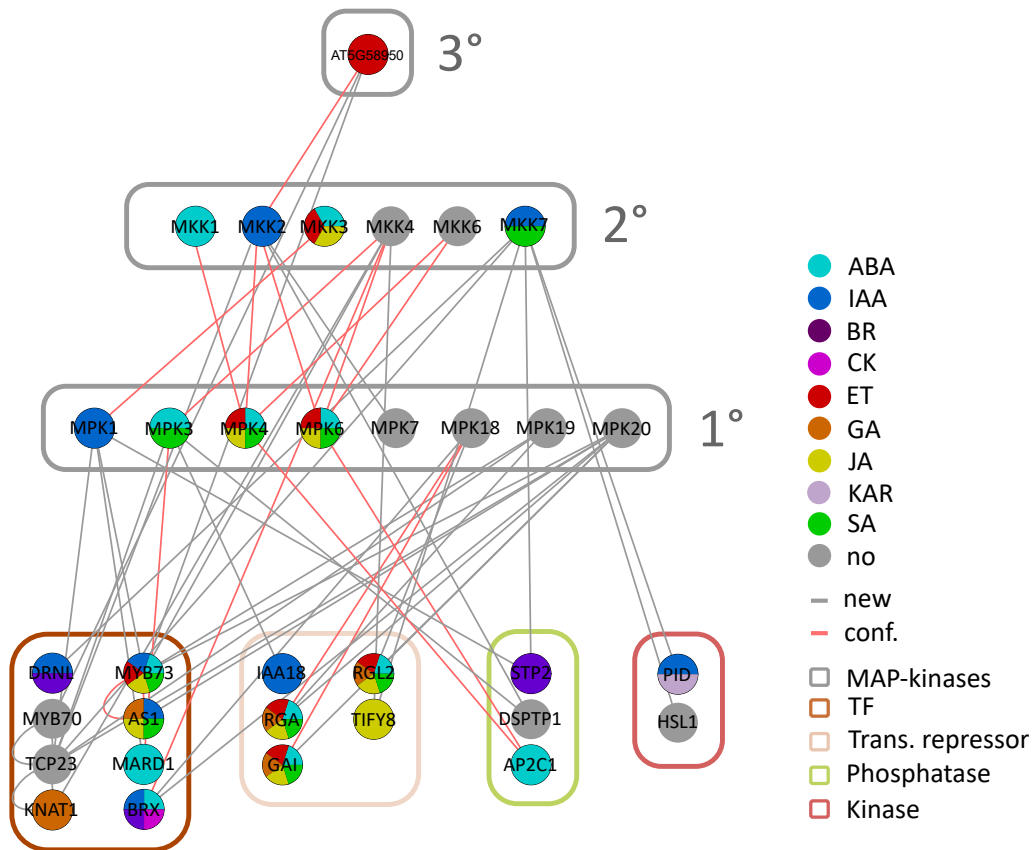 AT5G58950
3°
MKK1 MKK2 MKK3 MKK4 MKK6 MKK7
2°
MPK1 MPK3 MPK4 MPK6 MPK7 MPK18 MPK19 MPK20
1°
DRNL MYB73 IAA18 RGL2 STP2 PID
MYB70 AS1 RGA TIFY8 DSPTP1 HSL1
TCP23 MARD1 GAI AP2C1
KNAT1 BRX
ABA
IAA
BR
CK
ET
GA
JA
KAR
SA
no
new
conf.
MAP-kinases
TF
Trans. repressor
Phosphatase
Kinase